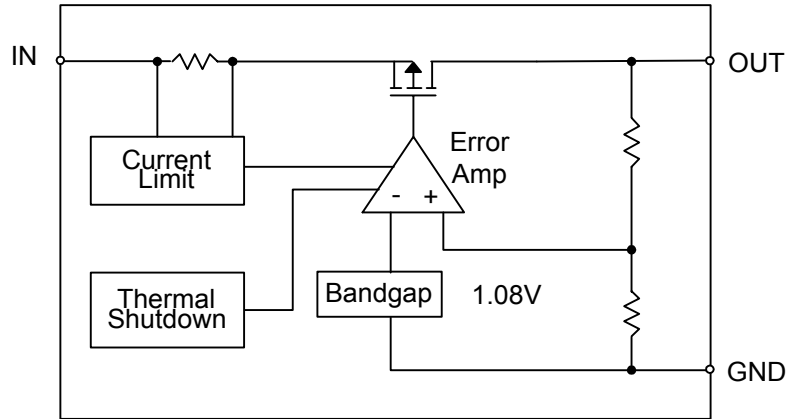 IN
OUT
Current
Limit
Error
Amp
- +
Thermal
Shutdown
Bandgap
1.08V
GND